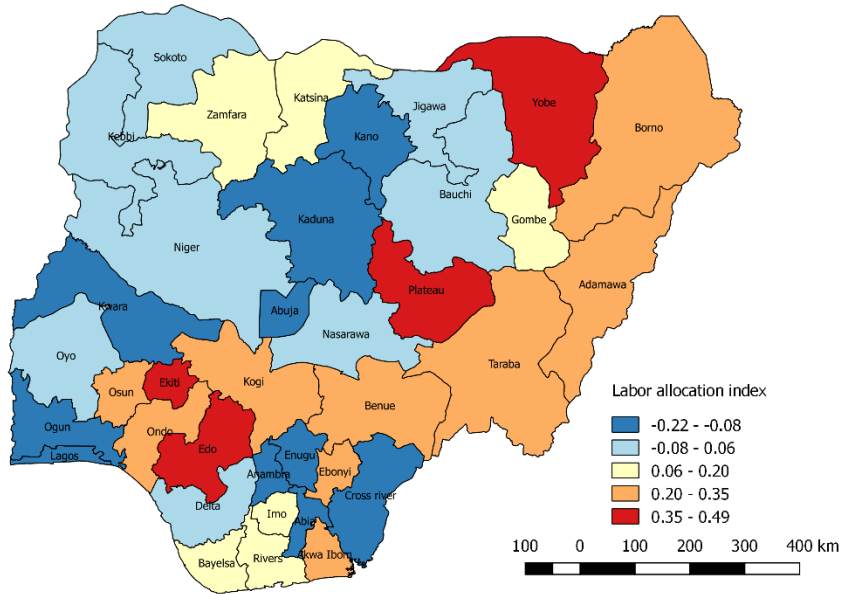 Sokoto
Yobe
Katsina
Jigawa
Zamfara
Borno
Kano
Kebbi
Bauchi
Kaduna
Gombe
Niger
Adamawa
Plateau
Kwara
Abuja
Nasarawa
Oyo
Taraba
Ekiti
Kogi
Osun
Benue
Ogun
Ondo
Edo
Lagos
Enugu
Anambra
Ebonyi
Cross river
Delta
Imo
Abia
Akwa Ibom
Bayelsa
Rivers
Labor allocation index
-0.22 - -0.08
-0.08 - 0.06
0.06 - 0.20
0.20 - 0.35
0.35 - 0.49
100 0 100 200 300 400 km